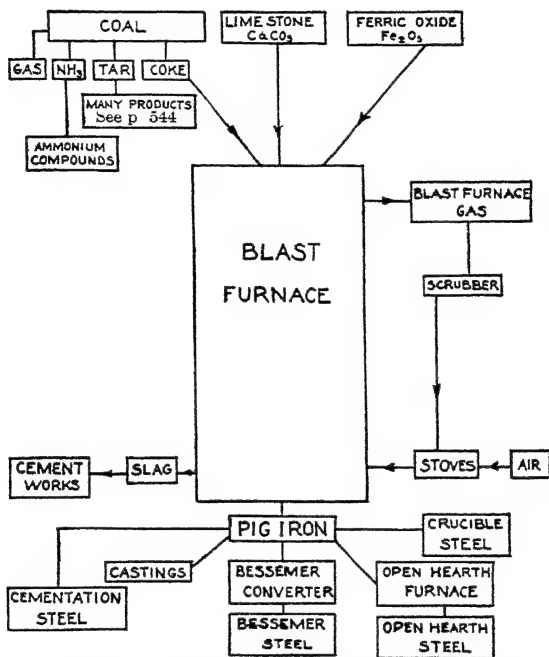 COAL
LIMESTONE
CaCO3
FERRIC OXIDE
Fe2O3
GAS
NH3
TAR
COKE
MANY PRODUCTS
See p 544
AMMONIUM
COMPOUNDS
BLAST
FURNACE
BLAST FURNACE
GAS
SCRUBBER
CEMENT
WORKS
SLAG
STOVES
AIR
PIG IRON
CRUCIBLE
STEEL
CASTINGS
CEMENTATION
STEEL
BESSEMER
CONVERTER
OPEN HEARTH
FURNACE
BESSEMER
STEEL
OPEN HEARTH STEEL